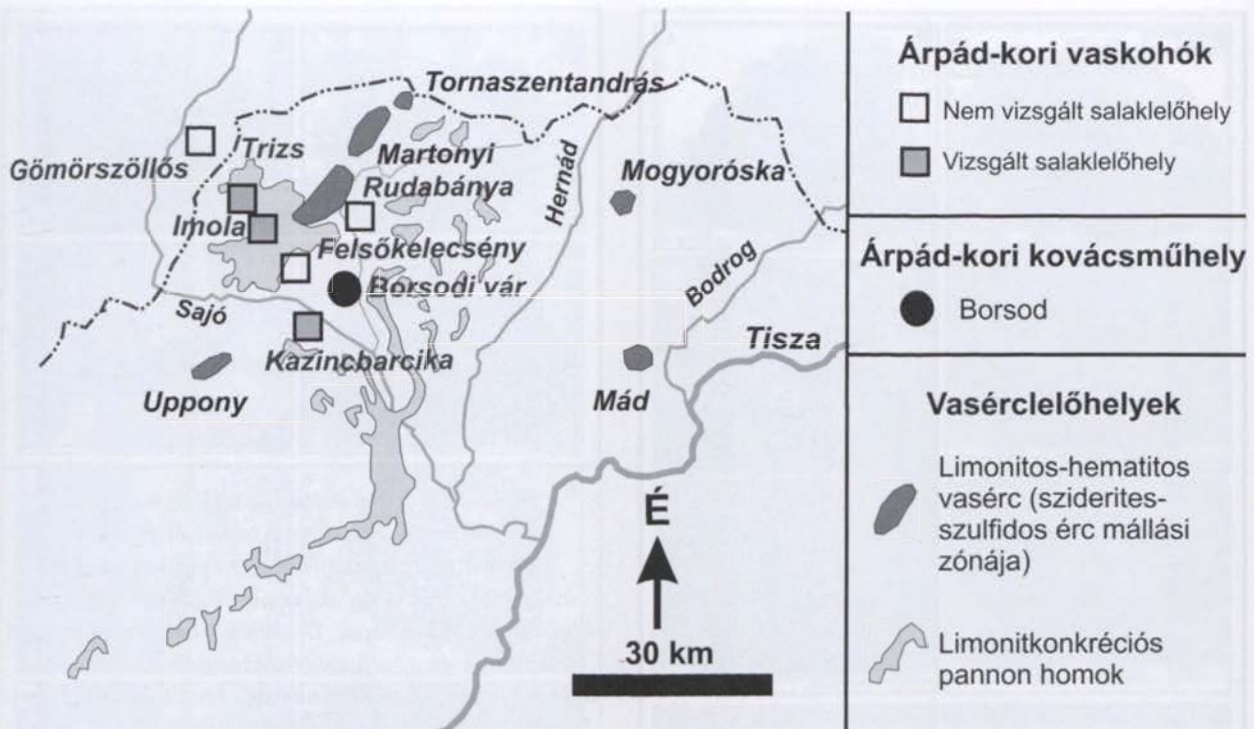 Tornaszentandrás
Trizs
Gömörszöllős
Martonyi
Rudabánya
Imola
Felsőkelecsény
Borsodi vár
Sajó
Kazincbarcika
Uppony
Hernád
Mogyoróska
Bodrog
Tisza
Mád
É
30 km
Árpád-kori vaskohók
Nem vizsgált salaklelőhely
Vizsgált salaklelőhely
Árpád-kori kovácsműhely
Borsod
Vasérclelőhelyek
Limonitos-hematitos
vasérc (sziderites-
szulfidos érc mállási
zónája)
Limonitkonkréciós
pannon homok